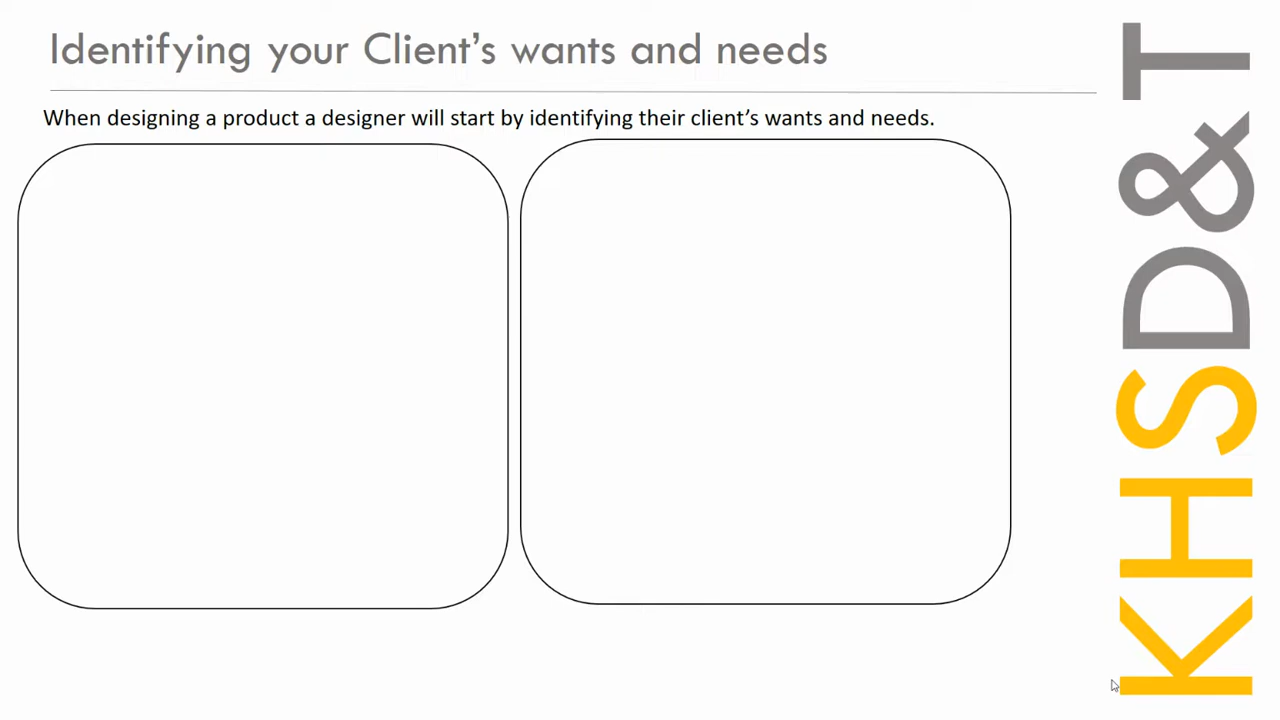 Identifying your Client's wants and needs
When designing a product a designer will start by identifying their client's wants and needs.
KHSD&T